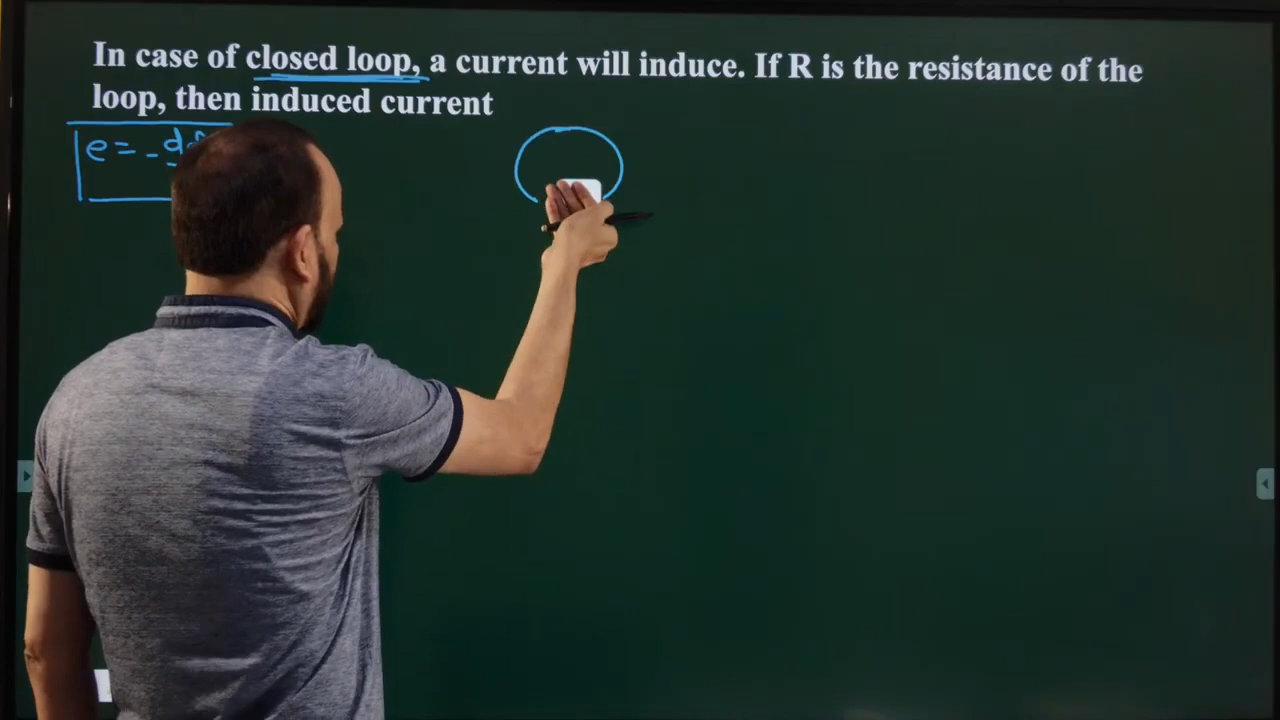 In case of closed loop, a current will induce. If R is the resistance of the
loop, then induced current
e = -